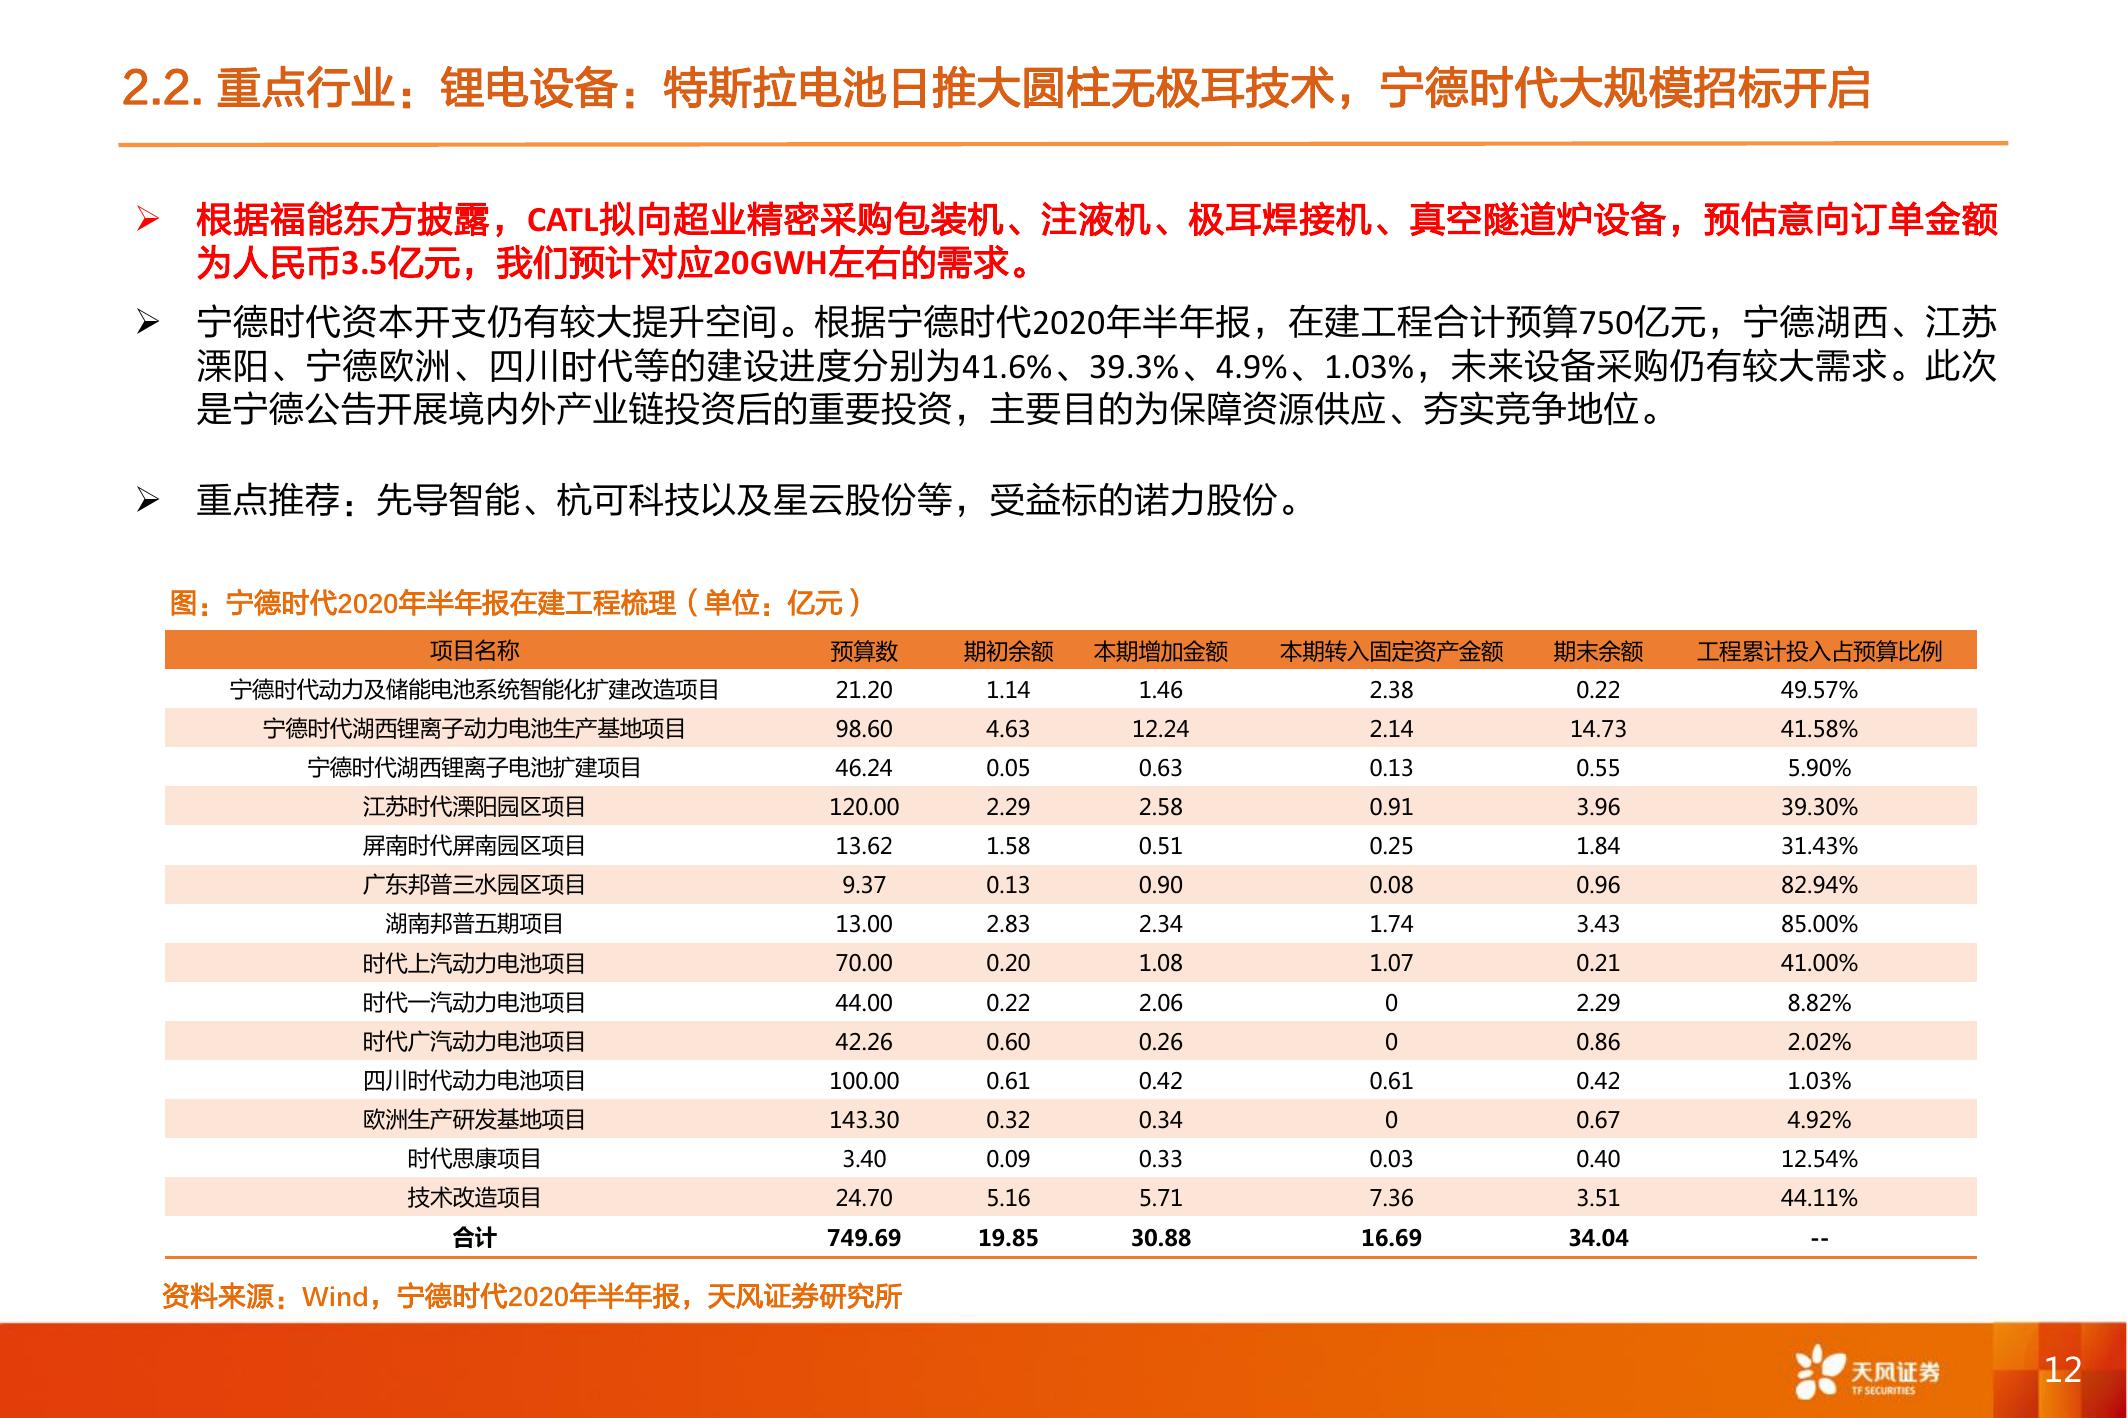 2.2. 重点行业：锂电设备：特斯拉电池日推大圆柱无极耳技术，宁德时代大规模招标开启
➢ 根据福能东方披露，CATL拟向超业精密采购包装机、注液机、极耳焊接机、真空隧道炉设备，预估意向订单金额
为人民币3.5亿元，我们预计对应20GWH左右的需求。
➢ 宁德时代资本开支仍有较大提升空间。根据宁德时代2020年半年报，在建工程合计预算750亿元，宁德湖西、江苏
溧阳、宁德欧洲、四川时代等的建设进度分别为41.6%、39.3%、4.9%、1.03%，未来设备采购仍有较大需求。此次
是宁德公告开展境内外产业链投资后的重要投资，主要目的为保障资源供应、夯实竞争地位。
➢ 重点推荐：先导智能、杭可科技以及星云股份等，受益标的诺力股份。
图：宁德时代2020年半年报在建工程梳理（单位：亿元）
项目名称 预算数 期初余额 本期增加金额 本期转入固定资产金额 期末余额 工程累计投入占预算比例
宁德时代动力及储能电池系统智能化扩建改造项目 21.20 1.14 1.46 2.38 0.22 49.57%
宁德时代湖西锂离子动力电池生产基地项目 98.60 4.63 12.24 2.14 14.73 41.58%
宁德时代湖西锂离子电池扩建项目 46.24 0.05 0.63 0.13 0.55 5.90%
江苏时代溧阳园区项目 120.00 2.29 2.58 0.91 3.96 39.30%
屏南时代屏南园区项目 13.62 1.58 0.51 0.25 1.84 31.43%
广东邦普三水园区项目 9.37 0.13 0.90 0.08 0.96 82.94%
湖南邦普五期项目 13.00 2.83 2.34 1.74 3.43 85.00%
时代上汽动力电池项目 70.00 0.20 1.08 1.07 0.21 41.00%
时代一汽动力电池项目 44.00 0.22 2.06 0 2.29 8.82%
时代广汽动力电池项目 42.26 0.60 0.26 0 0.86 2.02%
四川时代动力电池项目 100.00 0.61 0.42 0.61 0.42 1.03%
欧洲生产研发基地项目 143.30 0.32 0.34 0 0.67 4.92%
时代思康项目 3.40 0.09 0.33 0.03 0.40 12.54%
技术改造项目 24.70 5.16 5.71 7.36 3.51 44.11%
合计 749.69 19.85 30.88 16.69 34.04 --
资料来源：Wind，宁德时代2020年半年报，天风证券研究所
天风证券
TF SECURITIES
12